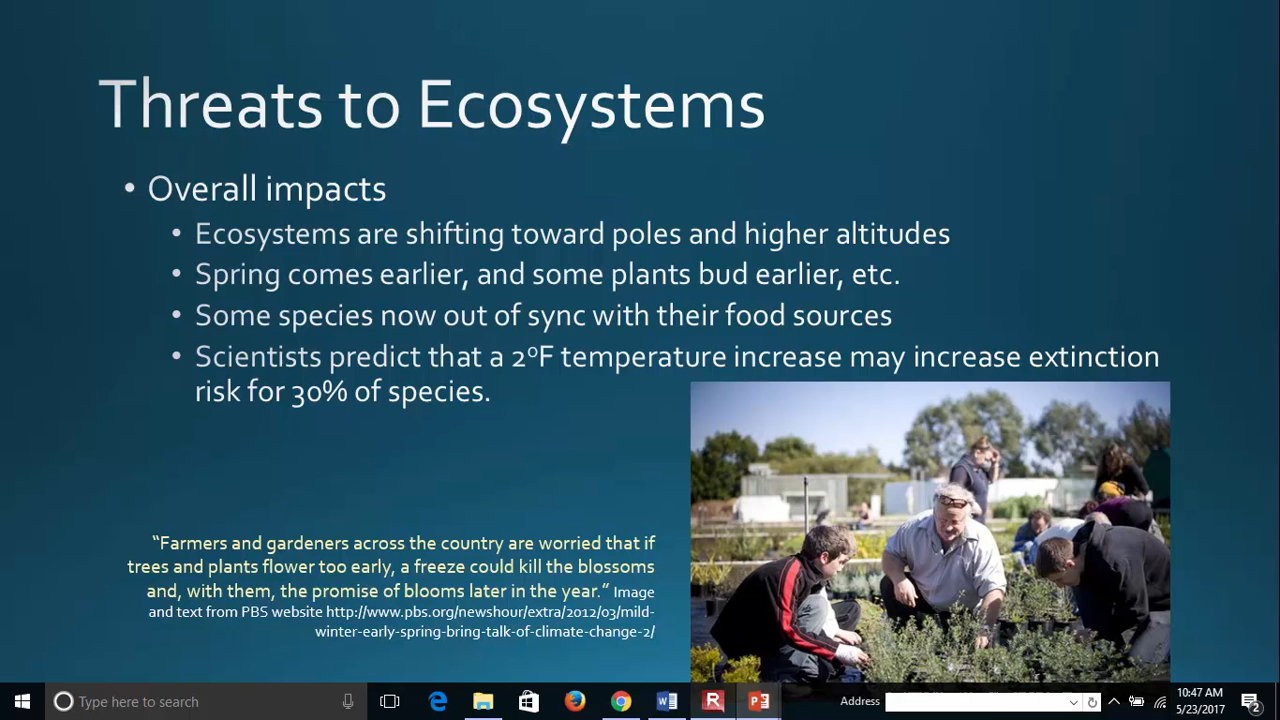 Threats to Ecosystems
• Overall impacts
• Ecosystems are shifting toward poles and higher altitudes
• Spring comes earlier, and some plants bud earlier, etc.
• Some species now out of sync with their food sources
• Scientists predict that a 2⁰F temperature increase may increase extinction
risk for 30% of species.
“Farmers and gardeners across the country are worried that if
trees and plants flower too early, a freeze could kill the blossoms
and, with them, the promise of blooms later in the year.” Image
and text from PBS website http://www.pbs.org/newshour/extra/2012/03/mild-
winter-early-spring-bring-talk-of-climate-change-2/
Type here to search
Address
10:47 AM
5/23/2017
2